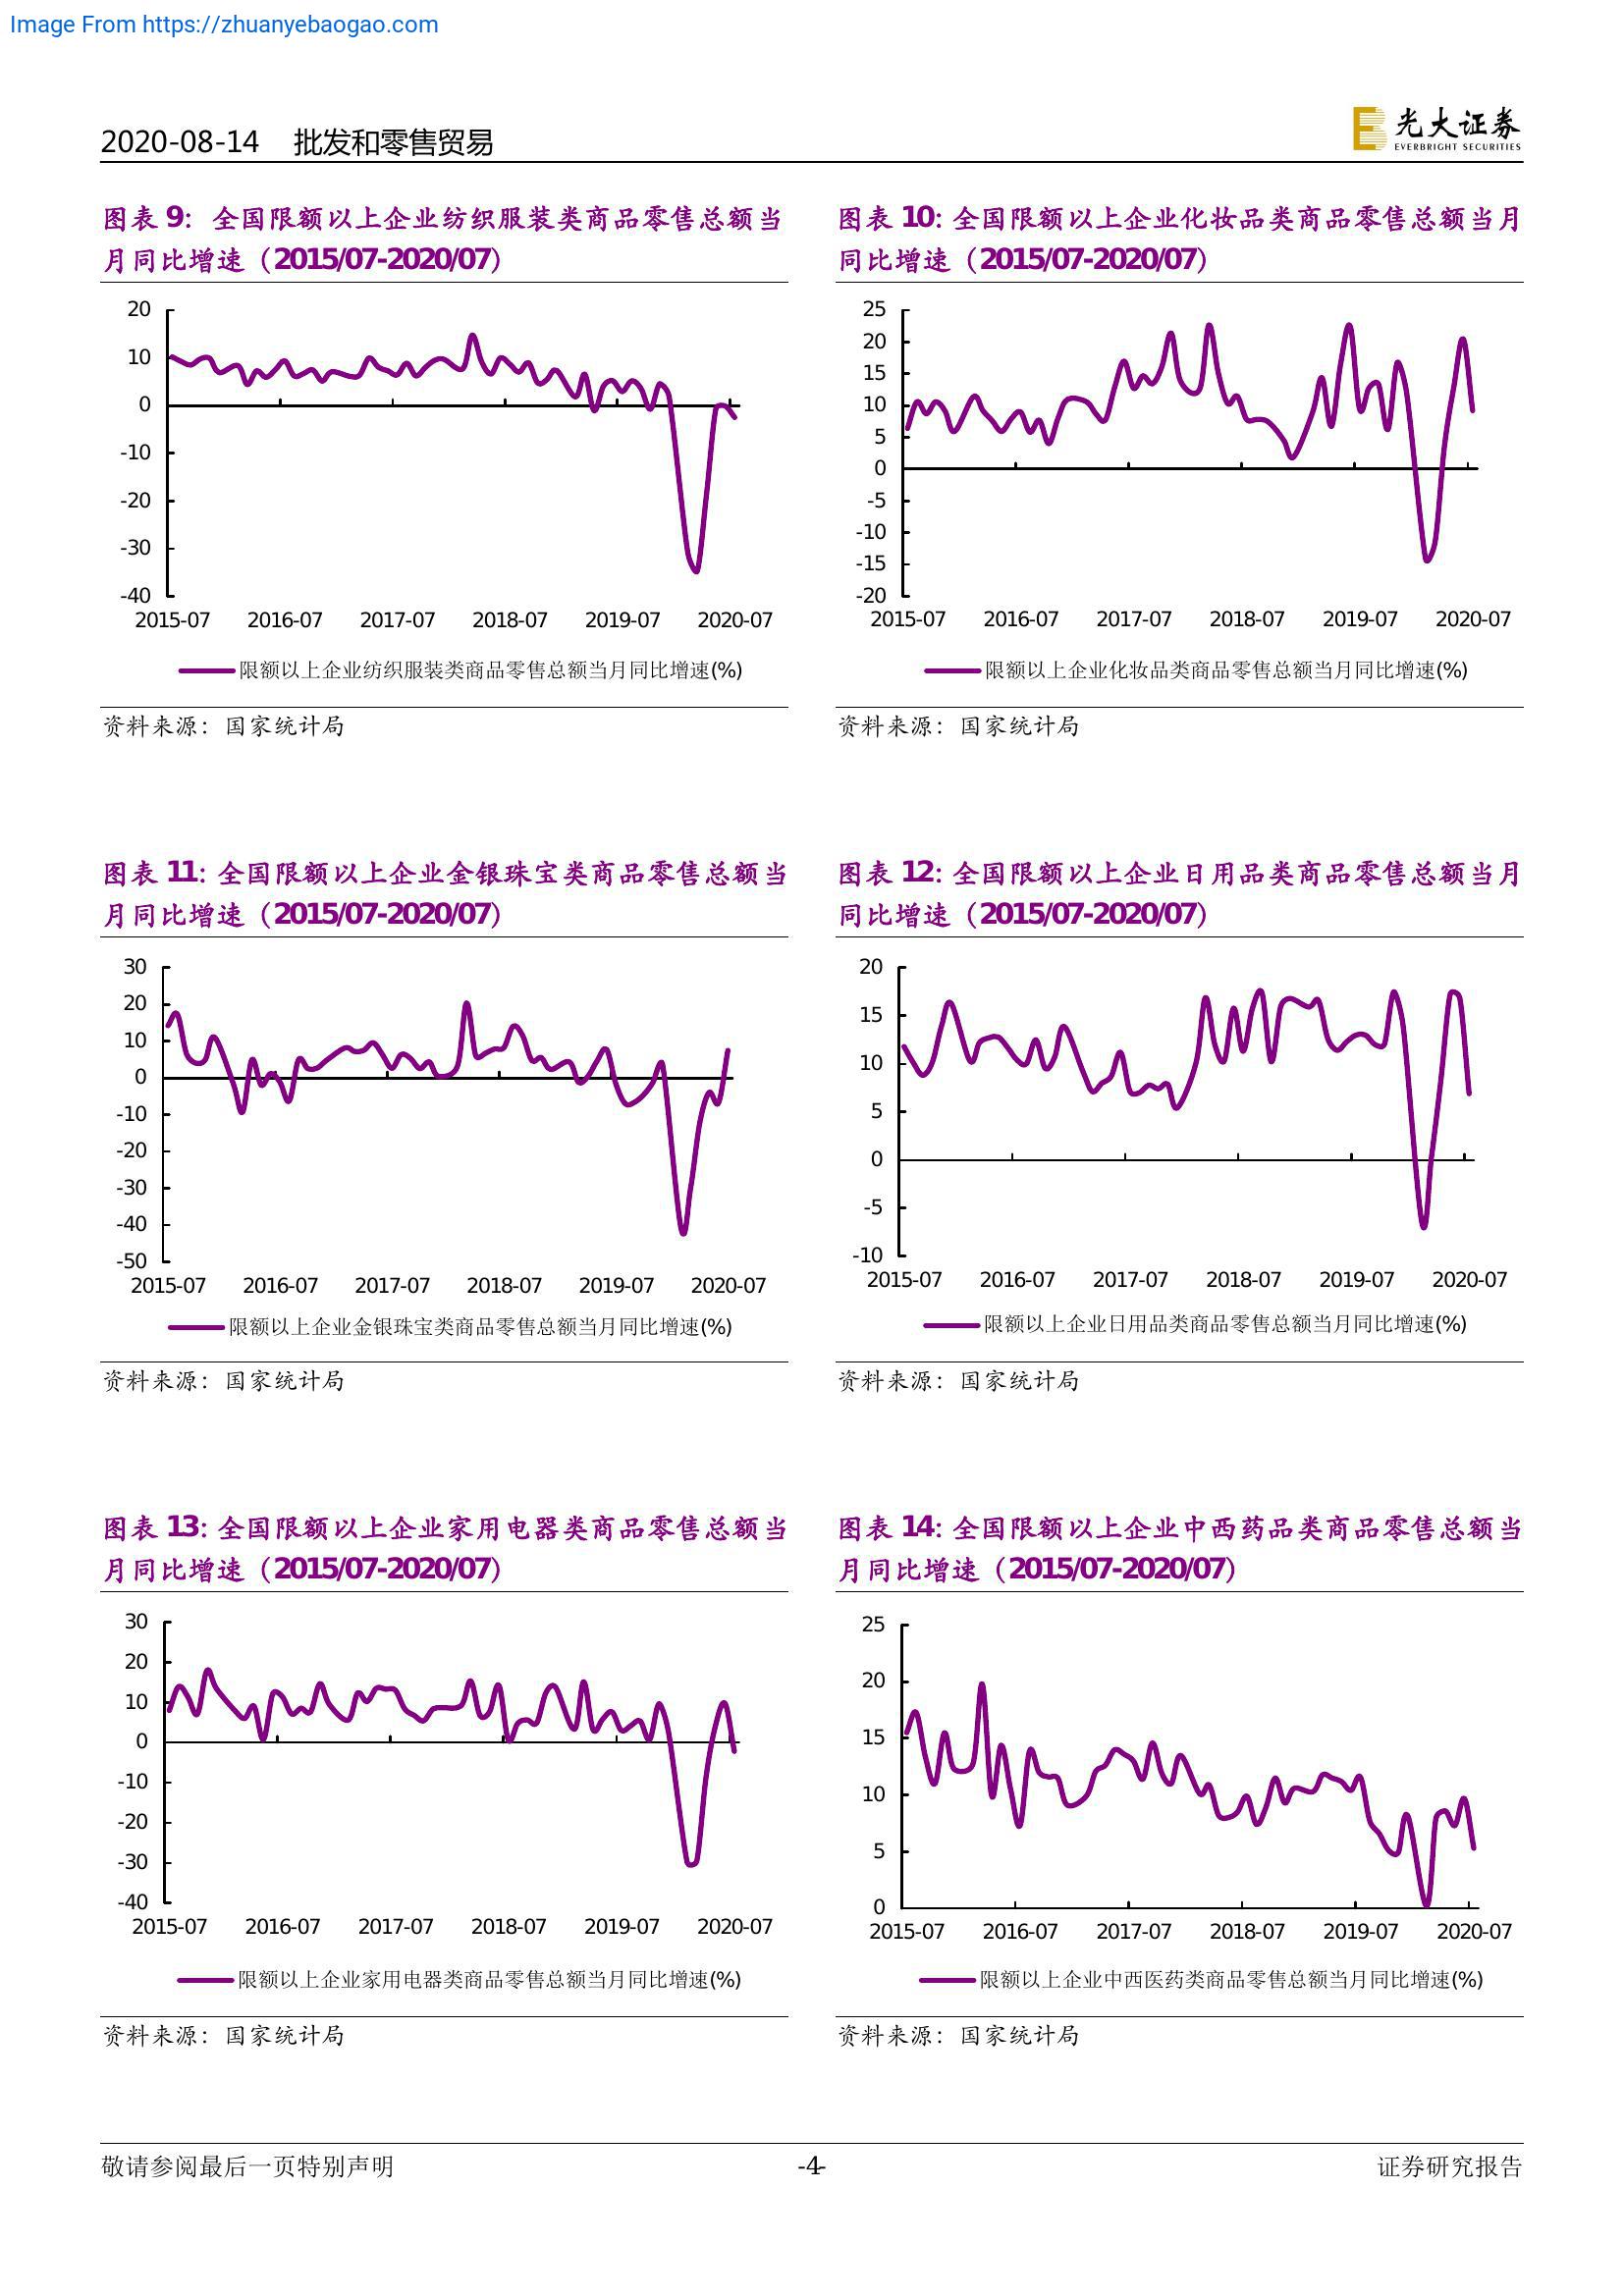 Image From https://zhuanyebaogao.com
2020-08-14 批发和零售贸易
光大证券
EVERBRIGHT SECURITIES
图表 9: 全国限额以上企业纺织服装类商品零售总额当
月同比增速（2015/07-2020/07）
20
10
0
-10
-20
-30
-40
2015-07 2016-07 2017-07 2018-07 2019-07 2020-07
限额以上企业纺织服装类商品零售总额当月同比增速(%)
资料来源：国家统计局
图表 10: 全国限额以上企业化妆品类商品零售总额当月
同比增速（2015/07-2020/07）
25
20
15
10
5
0
-5
-10
-15
-20
2015-07 2016-07 2017-07 2018-07 2019-07 2020-07
限额以上企业化妆品类商品零售总额当月同比增速(%)
资料来源：国家统计局
图表 11: 全国限额以上企业金银珠宝类商品零售总额当
月同比增速（2015/07-2020/07）
30
20
10
0
-10
-20
-30
-40
-50
2015-07 2016-07 2017-07 2018-07 2019-07 2020-07
限额以上企业金银珠宝类商品零售总额当月同比增速(%)
资料来源：国家统计局
图表 12: 全国限额以上企业日用品类商品零售总额当月
同比增速（2015/07-2020/07）
20
15
10
5
0
-5
-10
2015-07 2016-07 2017-07 2018-07 2019-07 2020-07
限额以上企业日用品类商品零售总额当月同比增速(%)
资料来源：国家统计局
图表 13: 全国限额以上企业家用电器类商品零售总额当
月同比增速（2015/07-2020/07）
30
20
10
0
-10
-20
-30
-40
2015-07 2016-07 2017-07 2018-07 2019-07 2020-07
限额以上企业家用电器类商品零售总额当月同比增速(%)
资料来源：国家统计局
图表 14: 全国限额以上企业中西药品类商品零售总额当
月同比增速（2015/07-2020/07）
25
20
15
10
5
0
2015-07 2016-07 2017-07 2018-07 2019-07 2020-07
限额以上企业中西医药类商品零售总额当月同比增速(%)
资料来源：国家统计局
敬请参阅最后一页特别声明 -4- 证券研究报告